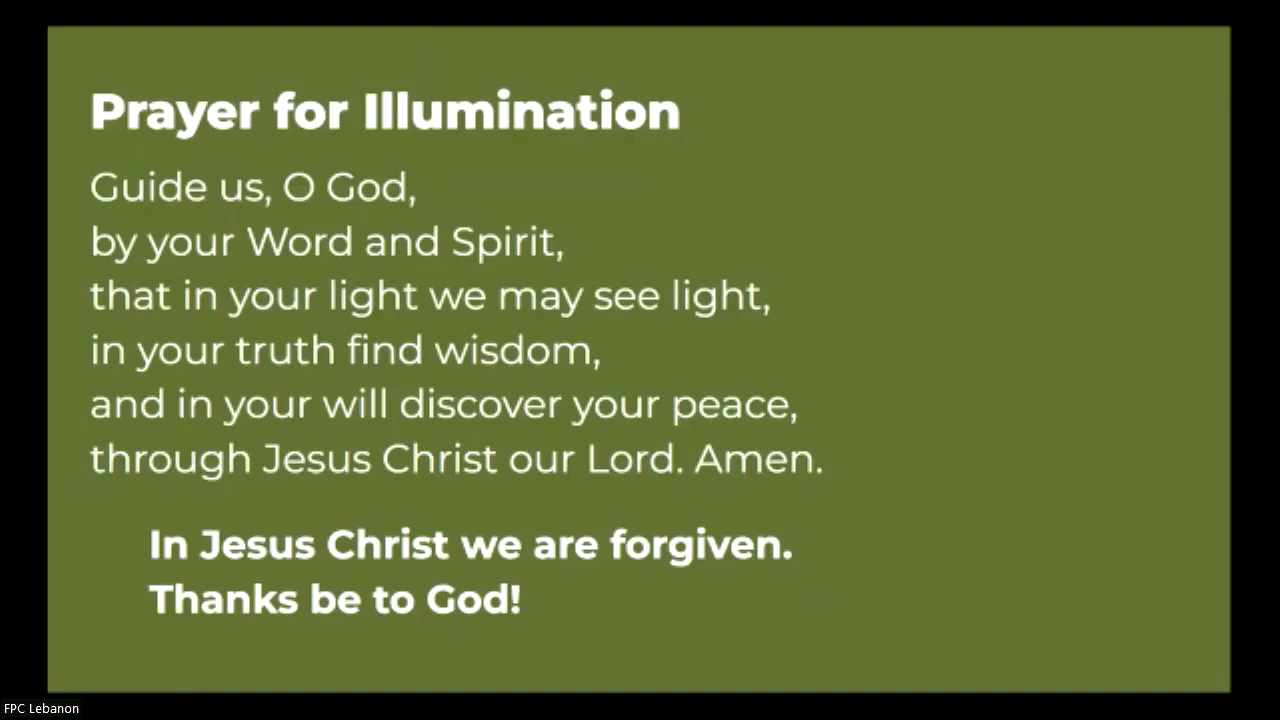 Prayer for Illumination
Guide us, O God,
by your Word and Spirit,
that in your light we may see light,
in your truth find wisdom,
and in your will discover your peace,
through Jesus Christ our Lord. Amen.
In Jesus Christ we are forgiven.
Thanks be to God!
FPC Lebanon